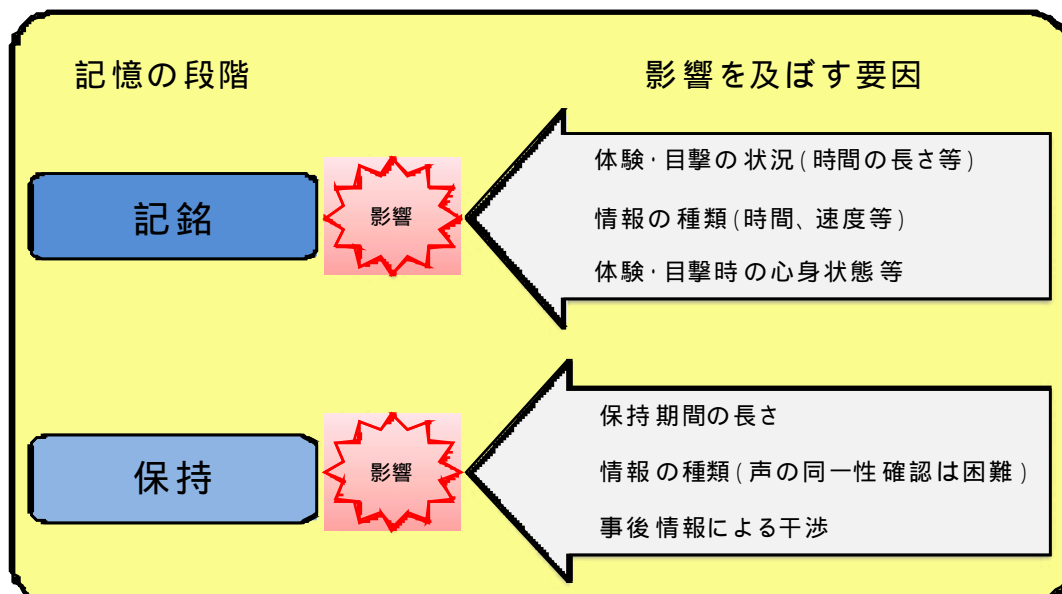 記憶の段階
影響を及ぼす要因
記銘
影響
体験・目撃の状況(時間の長さ等)
情報の種類(時間、速度等)
体験・目撃時の心身状態等
保持
影響
保持期間の長さ
情報の種類(声の同一性確認は困難)
事後情報による干渉